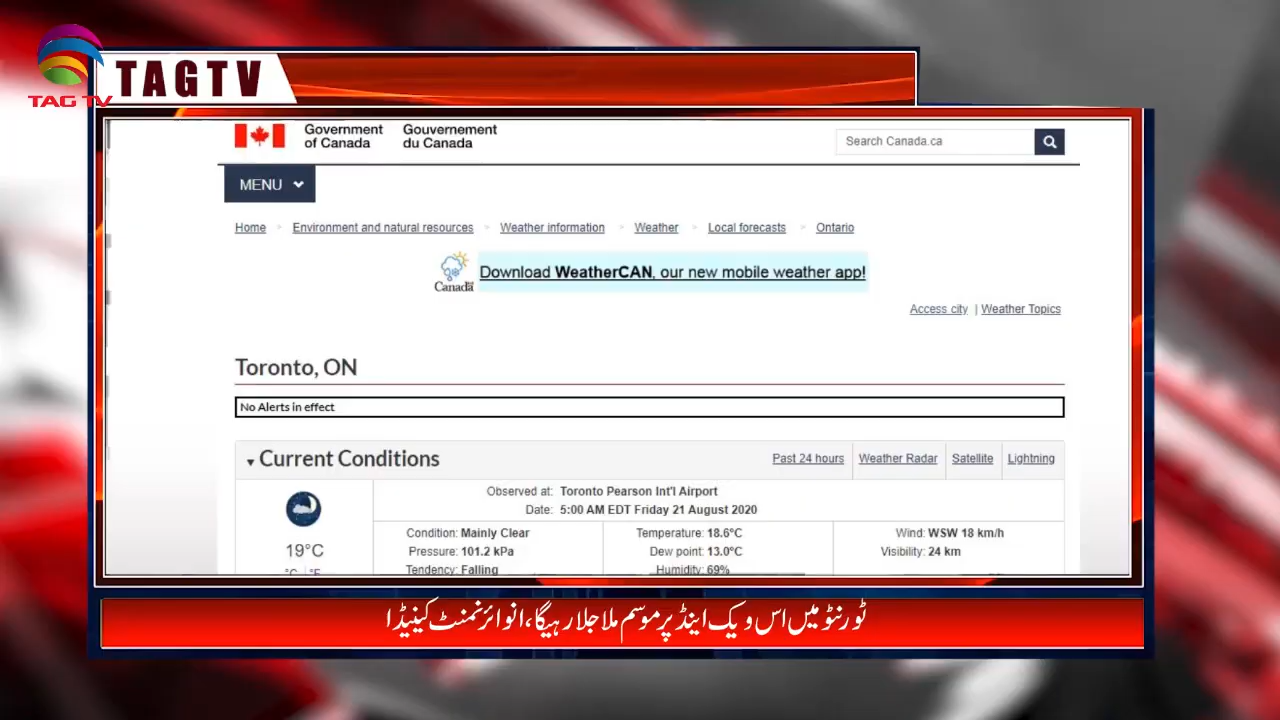 TAG TV
TAGTV
Government of Canada
Gouvernement du Canada
Search Canada.ca
MENU
Home > Environment and natural resources > Weather information > Weather > Local forecasts > Ontario
Canada
Download WeatherCAN, our new mobile weather app!
Access city | Weather Topics
Toronto, ON
No Alerts in effect
Current Conditions
Past 24 hours
Weather Radar
Satellite
Lightning
19°C
°C °F
Observed at: Toronto Pearson Int'l Airport
Date: 5:00 AM EDT Friday 21 August 2020
Condition: Mainly Clear
Pressure: 101.2 kPa
Tendency: Falling
Temperature: 18.6°C
Dew point: 13.0°C
Humidity: 69%
Wind: WSW 18 km/h
Visibility: 24 km
ٹورنٹو میں اس ویک اینڈ پر موسم ملا جلا رہیگا، انوائرنمنٹ کینیڈا